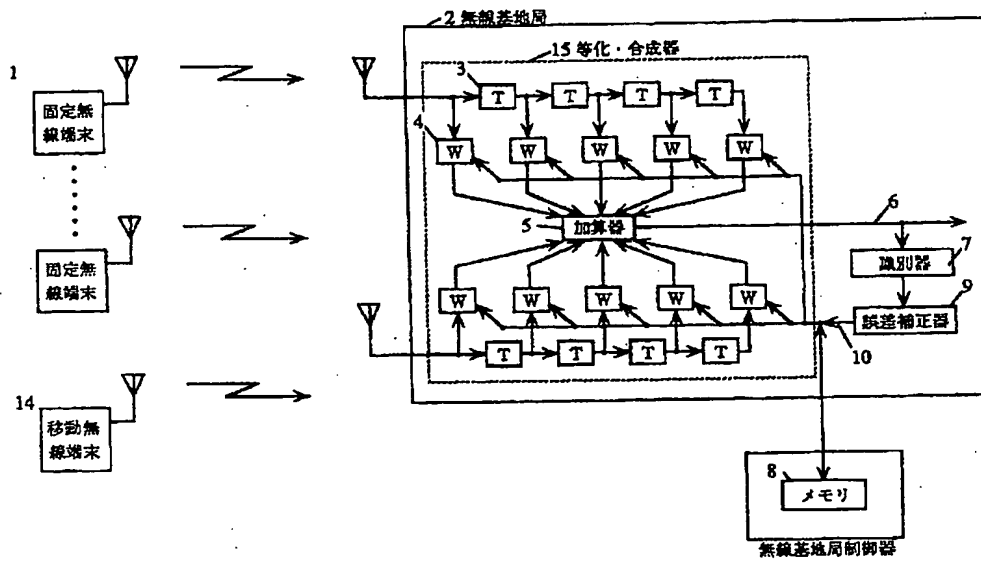 2 無線基地局
15 等化・合成器
1
固定無
線端末
3
T
T
T
T
4
W
W
W
W
W
5
加算器
6
固定無
線端末
識別器
7
W
W
W
W
W
誤差補正器
9
10
T
T
T
T
14
移動無
線端末
8
メモリ
無線基地局制御器